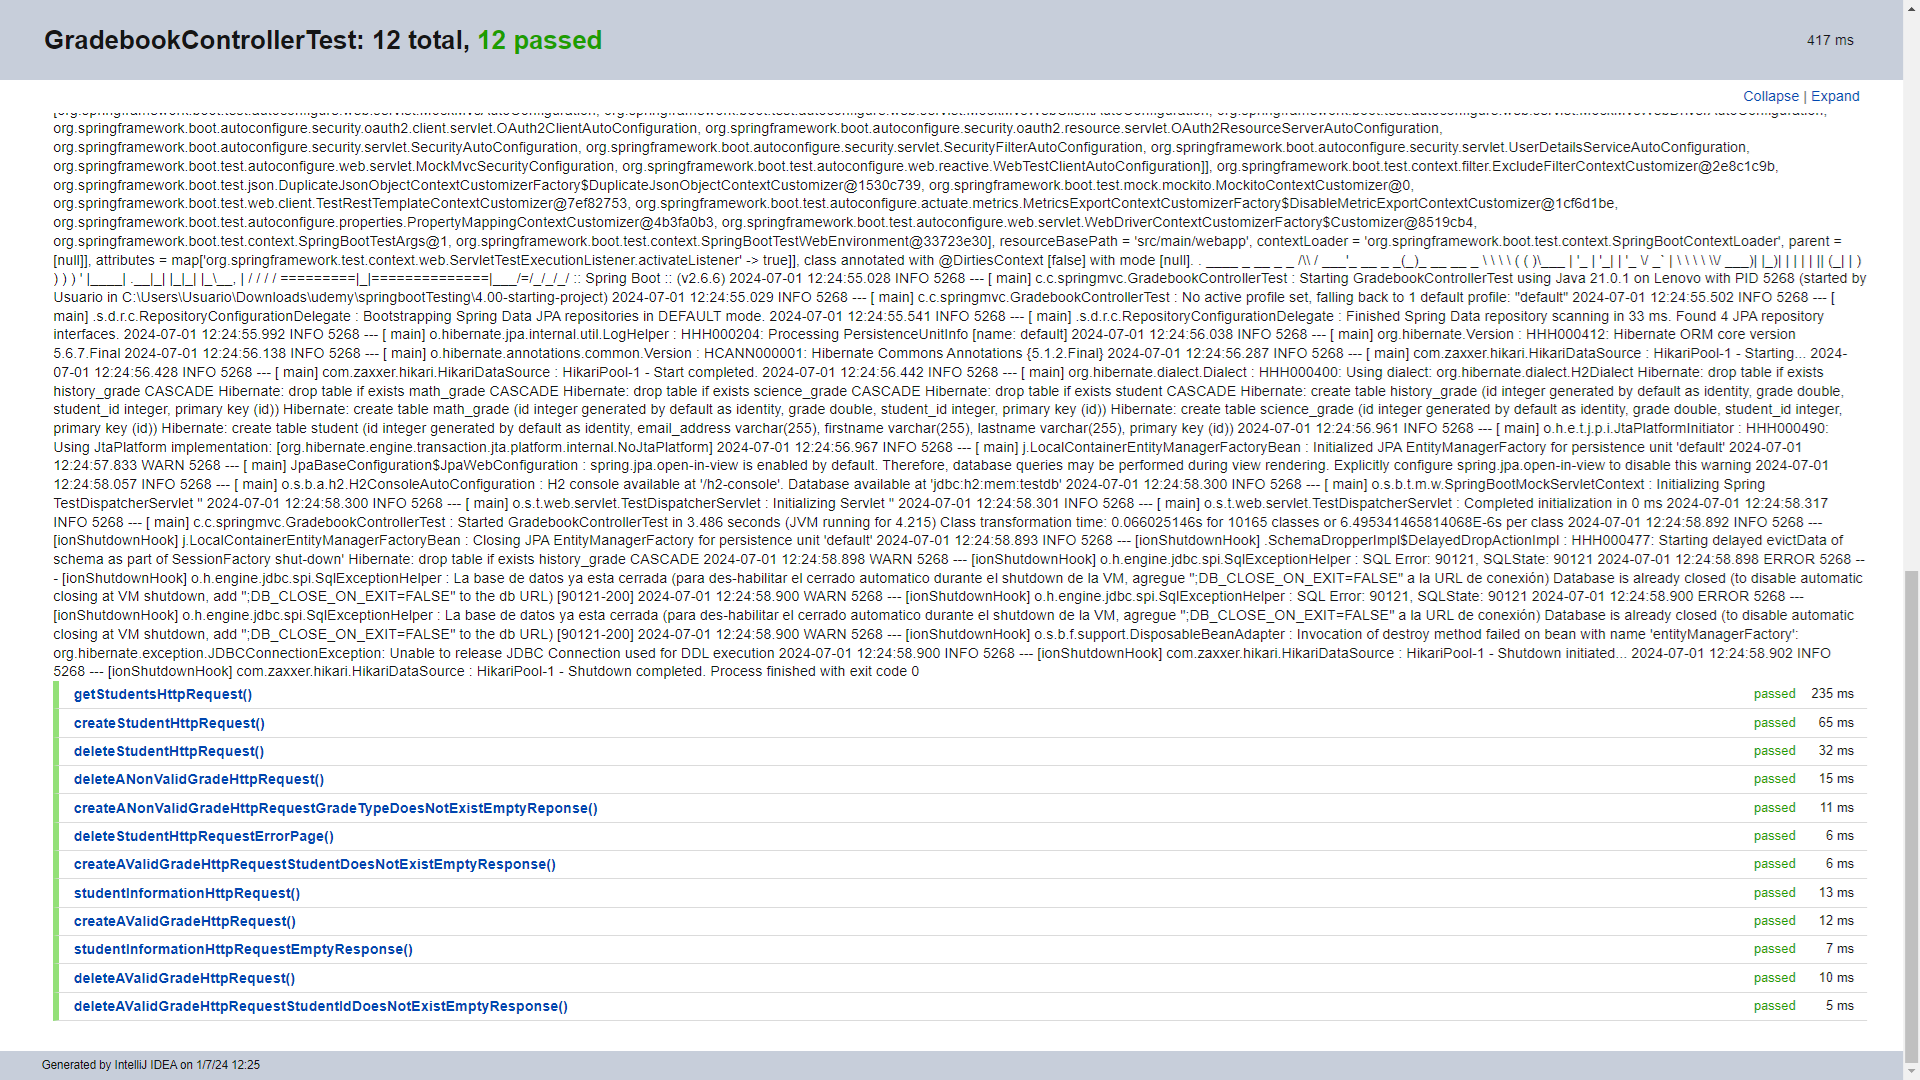 GradebookControllerTest: 12 total, 12 passed
417 ms
Collapse | Expand
org.springframework.boot.autoconfigure.security.oauth2.client.servlet.OAuth2ClientAutoConfiguration, org.springframework.boot.autoconfigure.security.oauth2.resource.servlet.OAuth2ResourceServerAutoConfiguration,
org.springframework.boot.autoconfigure.security.servlet.SecurityAutoConfiguration, org.springframework.boot.autoconfigure.security.servlet.SecurityFilterAutoConfiguration, org.springframework.boot.autoconfigure.security.servlet.UserDetailsServiceAutoConfiguration,
org.springframework.boot.test.autoconfigure.web.servlet.MockMvcSecurityConfiguration, org.springframework.boot.test.autoconfigure.web.reactive.WebTestClientAutoConfiguration]], org.springframework.boot.test.context.filter.ExcludeFilterContextCustomizer@2e8c1c9b,
org.springframework.boot.test.json.DuplicateJsonObjectContextCustomizerFactory$DuplicateJsonObjectContextCustomizer@1530c739, org.springframework.boot.test.mock.mockito.MockitoContextCustomizer@0,
org.springframework.boot.test.web.client.TestRestTemplateContextCustomizer@7ef82753, org.springframework.boot.test.autoconfigure.actuate.metrics.MetricsExportContextCustomizerFactory$DisableMetricExportContextCustomizer@1cf6d1be,
org.springframework.boot.test.autoconfigure.properties.PropertyMappingContextCustomizer@4b3fa0b3, org.springframework.boot.test.autoconfigure.web.servlet.WebDriverContextCustomizerFactory$Customizer@8519cb4,
org.springframework.boot.test.context.SpringBootTestArgs@1, org.springframework.boot.test.context.SpringBootTestWebEnvironment@33723e30], resourceBasePath = 'src/main/webapp', contextLoader = 'org.springframework.boot.test.context.SpringBootContextLoader', parent =
[null]], attributes = map['org.springframework.test.context.web.ServletTestExecutionListener.activateListener' -> true]], class annotated with @DirtiesContext [false] with mode [null]. . ____ _ __ _ _ /\\ / ___'_ __ _ _(_)_ __ __ _ \ \ \ \ ( ( )\___ | '_ | '_| | '_ \/ _` | \ \ \ \ \\/ ___)| |_)| | | | | || (_| | )
) ) ) ' |____| .__|_| |_|_| |_\__, | / / / / =========|_|==============|___/=/_/_/_/ :: Spring Boot :: (v2.6.6) 2024-07-01 12:24:55.028 INFO 5268 --- [ main] c.c.springmvc.GradebookControllerTest : Starting GradebookControllerTest using Java 21.0.1 on Lenovo with PID 5268 (started by
Usuario in C:\Users\Usuario\Downloads\udemy\springbootTesting\4.00-starting-project) 2024-07-01 12:24:55.029 INFO 5268 --- [ main] c.c.springmvc.GradebookControllerTest : No active profile set, falling back to 1 default profile: "default" 2024-07-01 12:24:55.502 INFO 5268 --- [
main] .s.d.r.c.RepositoryConfigurationDelegate : Bootstrapping Spring Data JPA repositories in DEFAULT mode. 2024-07-01 12:24:55.541 INFO 5268 --- [ main] .s.d.r.c.RepositoryConfigurationDelegate : Finished Spring Data repository scanning in 33 ms. Found 4 JPA repository
interfaces. 2024-07-01 12:24:55.992 INFO 5268 --- [ main] o.hibernate.jpa.internal.util.LogHelper : HHH000204: Processing PersistenceUnitInfo [name: default] 2024-07-01 12:24:56.038 INFO 5268 --- [ main] org.hibernate.Version : HHH000412: Hibernate ORM core version
5.6.7.Final 2024-07-01 12:24:56.138 INFO 5268 --- [ main] o.hibernate.annotations.common.Version : HCANN000001: Hibernate Commons Annotations {5.1.2.Final} 2024-07-01 12:24:56.287 INFO 5268 --- [ main] com.zaxxer.hikari.HikariDataSource : HikariPool-1 - Starting... 2024-
07-01 12:24:56.428 INFO 5268 --- [ main] com.zaxxer.hikari.HikariDataSource : HikariPool-1 - Start completed. 2024-07-01 12:24:56.442 INFO 5268 --- [ main] org.hibernate.dialect.Dialect : HHH000400: Using dialect: org.hibernate.dialect.H2Dialect Hibernate: drop table if exists
history_grade CASCADE Hibernate: drop table if exists math_grade CASCADE Hibernate: drop table if exists science_grade CASCADE Hibernate: drop table if exists student CASCADE Hibernate: create table history_grade (id integer generated by default as identity, grade double,
student_id integer, primary key (id)) Hibernate: create table math_grade (id integer generated by default as identity, grade double, student_id integer, primary key (id)) Hibernate: create table science_grade (id integer generated by default as identity, grade double, student_id integer,
primary key (id)) Hibernate: create table student (id integer generated by default as identity, email_address varchar(255), firstname varchar(255), lastname varchar(255), primary key (id)) 2024-07-01 12:24:56.961 INFO 5268 --- [ main] o.h.e.t.j.p.i.JtaPlatformInitiator : HHH000490:
Using JtaPlatform implementation: [org.hibernate.engine.transaction.jta.platform.internal.NoJtaPlatform] 2024-07-01 12:24:56.967 INFO 5268 --- [ main] j.LocalContainerEntityManagerFactoryBean : Initialized JPA EntityManagerFactory for persistence unit 'default' 2024-07-01
12:24:57.833 WARN 5268 --- [ main] JpaBaseConfiguration$JpaWebConfiguration : spring.jpa.open-in-view is enabled by default. Therefore, database queries may be performed during view rendering. Explicitly configure spring.jpa.open-in-view to disable this warning 2024-07-01
12:24:58.057 INFO 5268 --- [ main] o.s.b.a.h2.H2ConsoleAutoConfiguration : H2 console available at '/h2-console'. Database available at 'jdbc:h2:mem:testdb' 2024-07-01 12:24:58.300 INFO 5268 --- [ main] o.s.b.t.m.w.SpringBootMockServletContext : Initializing Spring
TestDispatcherServlet '' 2024-07-01 12:24:58.300 INFO 5268 --- [ main] o.s.t.web.servlet.TestDispatcherServlet : Initializing Servlet '' 2024-07-01 12:24:58.301 INFO 5268 --- [ main] o.s.t.web.servlet.TestDispatcherServlet : Completed initialization in 0 ms 2024-07-01 12:24:58.317
INFO 5268 --- [ main] c.c.springmvc.GradebookControllerTest : Started GradebookControllerTest in 3.486 seconds (JVM running for 4.215) Class transformation time: 0.066025146s for 10165 classes or 6.495341465814068E-6s per class 2024-07-01 12:24:58.892 INFO 5268 ---
[ionShutdownHook] j.LocalContainerEntityManagerFactoryBean : Closing JPA EntityManagerFactory for persistence unit 'default' 2024-07-01 12:24:58.893 INFO 5268 --- [ionShutdownHook] .SchemaDropperImpl$DelayedDropActionImpl : HHH000477: Starting delayed evictData of
schema as part of SessionFactory shut-down' Hibernate: drop table if exists history_grade CASCADE 2024-07-01 12:24:58.898 WARN 5268 --- [ionShutdownHook] o.h.engine.jdbc.spi.SqlExceptionHelper : SQL Error: 90121, SQLState: 90121 2024-07-01 12:24:58.898 ERROR 5268 --
- [ionShutdownHook] o.h.engine.jdbc.spi.SqlExceptionHelper : La base de datos ya esta cerrada (para des-habilitar el cerrado automatico durante el shutdown de la VM, agregue ";DB_CLOSE_ON_EXIT=FALSE" a la URL de conexión) Database is already closed (to disable automatic
closing at VM shutdown, add ";DB_CLOSE_ON_EXIT=FALSE" to the db URL) [90121-200] 2024-07-01 12:24:58.900 WARN 5268 --- [ionShutdownHook] o.h.engine.jdbc.spi.SqlExceptionHelper : SQL Error: 90121, SQLState: 90121 2024-07-01 12:24:58.900 ERROR 5268 ---
[ionShutdownHook] o.h.engine.jdbc.spi.SqlExceptionHelper : La base de datos ya esta cerrada (para des-habilitar el cerrado automatico durante el shutdown de la VM, agregue ";DB_CLOSE_ON_EXIT=FALSE" a la URL de conexión) Database is already closed (to disable automatic
closing at VM shutdown, add ";DB_CLOSE_ON_EXIT=FALSE" to the db URL) [90121-200] 2024-07-01 12:24:58.900 WARN 5268 --- [ionShutdownHook] o.s.b.f.support.DisposableBeanAdapter : Invocation of destroy method failed on bean with name 'entityManagerFactory':
org.hibernate.exception.JDBCConnectionException: Unable to release JDBC Connection used for DDL execution 2024-07-01 12:24:58.900 INFO 5268 --- [ionShutdownHook] com.zaxxer.hikari.HikariDataSource : HikariPool-1 - Shutdown initiated... 2024-07-01 12:24:58.902 INFO
5268 --- [ionShutdownHook] com.zaxxer.hikari.HikariDataSource : HikariPool-1 - Shutdown completed. Process finished with exit code 0
getStudentsHttpRequest() passed 235 ms
createStudentHttpRequest() passed 65 ms
deleteStudentHttpRequest() passed 32 ms
deleteANonValidGradeHttpRequest() passed 15 ms
createANonValidGradeHttpRequestGradeTypeDoesNotExistEmptyReponse() passed 11 ms
deleteStudentHttpRequestErrorPage() passed 6 ms
createAValidGradeHttpRequestStudentDoesNotExistEmptyResponse() passed 6 ms
studentInformationHttpRequest() passed 13 ms
createAValidGradeHttpRequest() passed 12 ms
studentInformationHttpRequestEmptyResponse() passed 7 ms
deleteAValidGradeHttpRequest() passed 10 ms
deleteAValidGradeHttpRequestStudentIdDoesNotExistEmptyResponse() passed 5 ms
Generated by IntelliJ IDEA on 1/7/24 12:25